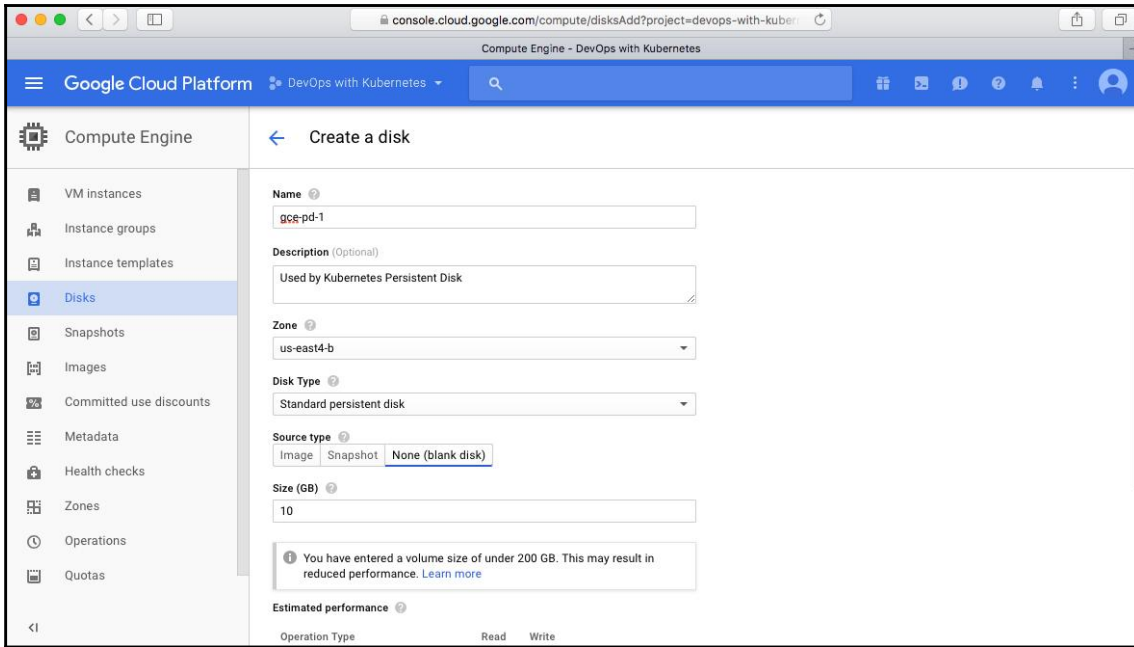 console.cloud.google.com/compute/disksAdd?project=devops-with-kuber
Compute Engine - DevOps with Kubernetes
Google Cloud Platform DevOps with Kubernetes
Compute Engine
Create a disk
VM instances
Instance groups
Instance templates
Disks
Snapshots
Images
Committed use discounts
Metadata
Health checks
Zones
Operations
Quotas
Name
gce-pd-1
Description (Optional)
Used by Kubernetes Persistent Disk
Zone
us-east4-b
Disk Type
Standard persistent disk
Source type
Image Snapshot None (blank disk)
Size (GB)
10
You have entered a volume size of under 200 GB. This may result in
reduced performance. Learn more
Estimated performance
Operation Type Read Write